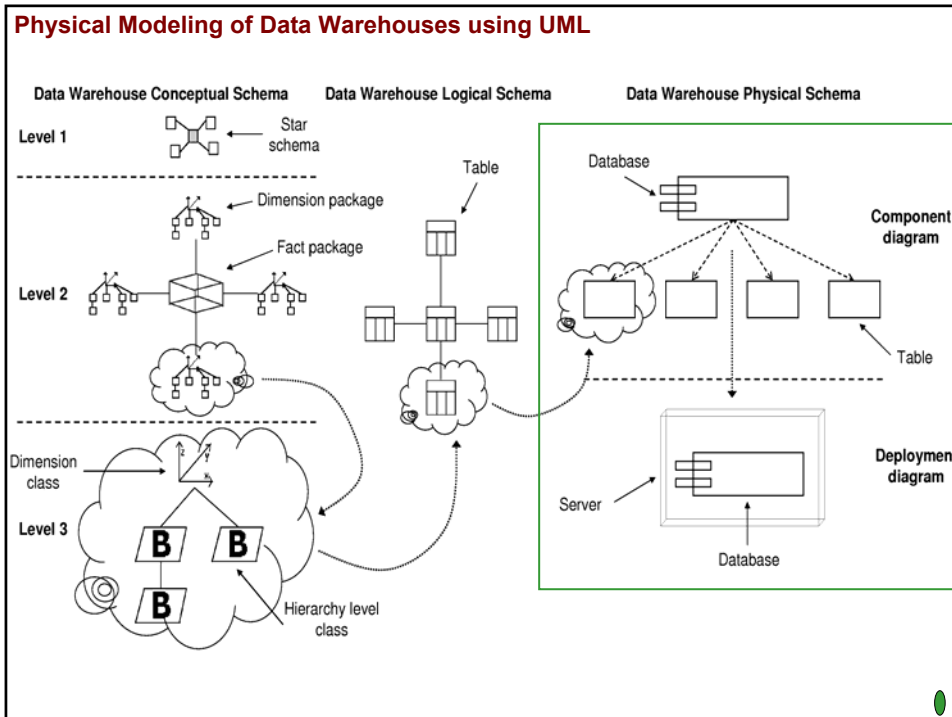 Physical Modeling of Data Warehouses using UML
Data Warehouse Conceptual Schema
Data Warehouse Logical Schema
Data Warehouse Physical Schema
Level 1
Star
schema
Dimension package
Fact package
Level 2
Dimension
class
z
y
x
Level 3
B
B
B
Hierarchy level
class
Table
Database
Component
diagram
Table
Deploymen
diagram
Server
Database